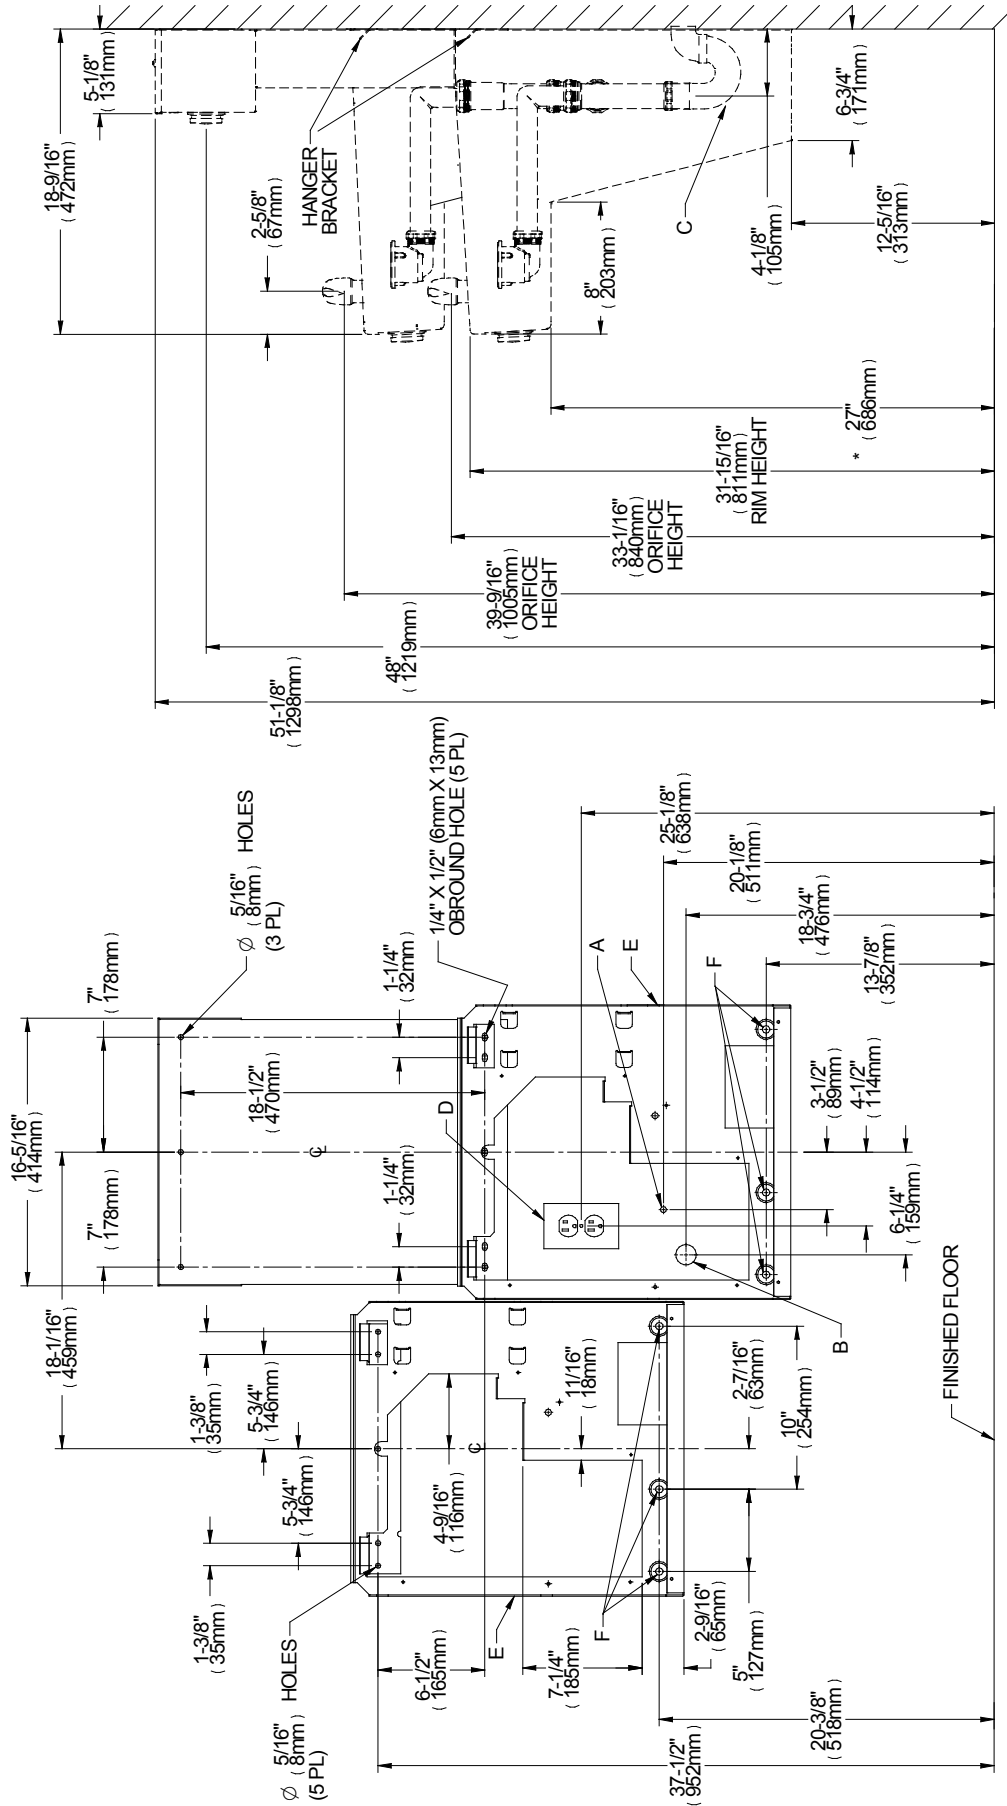 Ø 5/16"
( 8mm ) HOLES
(5 PL)
1-3/8"
( 35mm )
5-3/4"
( 146mm )
5-3/4"
( 146mm )
1-3/8"
( 35mm )
18-1/16"
( 459mm )
7"
( 178mm )
16-5/16"
( 414mm )
7"
( 178mm )
Ø 5/16"
( 8mm ) HOLES
(3 PL)
18-1/2"
( 470mm )
℄
1-1/4"
( 32mm )
1-1/4"
( 32mm )
1/4" X 1/2" (6mm X 13mm)
OBROUND HOLE (5 PL)
D
A
E
F
B
25-1/8"
( 638mm )
20-1/8"
( 511mm )
18-3/4"
( 476mm )
13-7/8"
( 352mm )
3-1/2"
( 89mm )
4-1/2"
( 114mm )
6-1/4"
( 159mm )
6-1/2"
( 165mm )
4-9/16"
( 116mm )
℄
E
7-1/4"
( 185mm )
11/16"
( 18mm )
F
2-9/16"
( 65mm )
5"
( 127mm )
10"
( 254mm )
2-7/16"
( 63mm )
20-3/8"
( 518mm )
37-1/2"
( 952mm )
FINISHED FLOOR
18-9/16"
( 472mm )
5-1/8"
( 131mm )
2-5/8"
( 67mm )
HANGER
BRACKET
8"
( 203mm )
C
4-1/8"
( 105mm )
6-3/4"
( 171mm )
12-5/16"
( 313mm )
51-1/8"
( 1298mm )
48"
( 1219mm )
39-9/16"
( 1005mm )
ORIFICE
HEIGHT
33-1/16"
( 840mm )
ORIFICE
HEIGHT
31-15/16"
( 811mm )
RIM HEIGHT
* 27"
( 686mm )